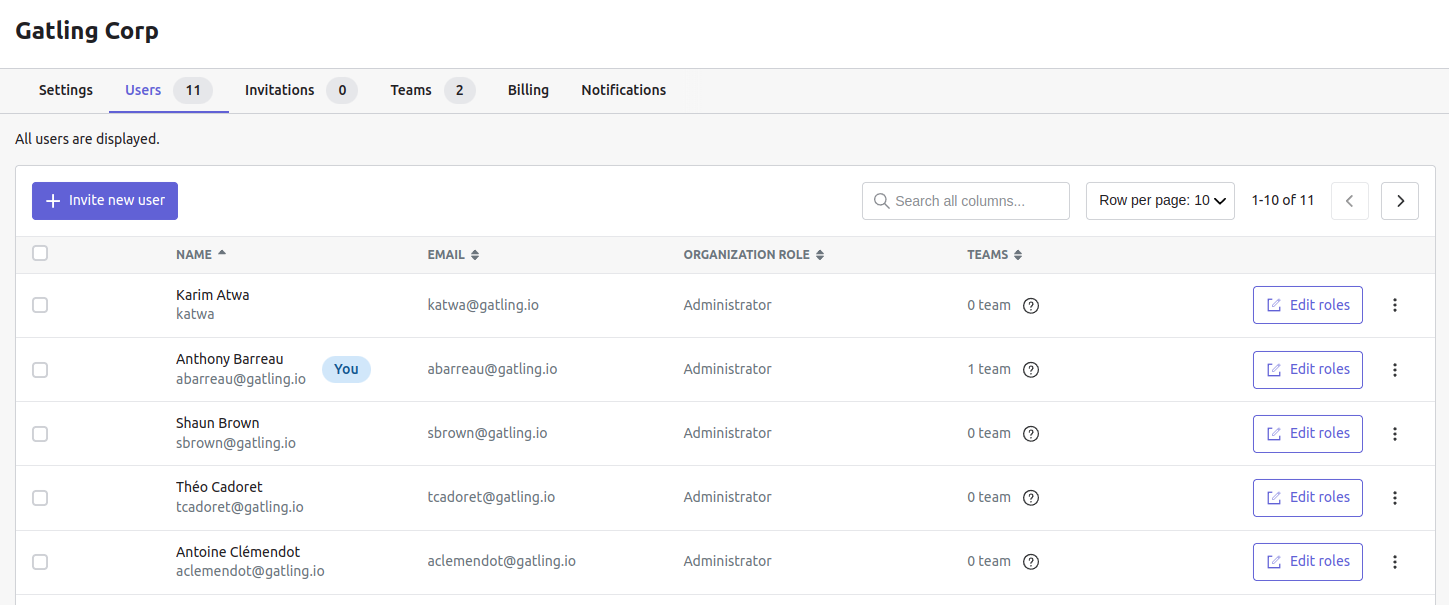 Gatling Corp
Settings Users 11 Invitations 0 Teams 2 Billing Notifications
All users are displayed.
+ Invite new user Search all columns... Row per page: 10 1-10 of 11
NAME EMAIL ORGANIZATION ROLE TEAMS
Karim Atwa
katwa katwa@gatling.io Administrator 0 team ? Edit roles
Anthony Barreau
abarreau@gatling.io You abarreau@gatling.io Administrator 1 team ? Edit roles
Shaun Brown
sbrown@gatling.io sbrown@gatling.io Administrator 0 team ? Edit roles
Théo Cadoret
tcadoret@gatling.io tcadoret@gatling.io Administrator 0 team ? Edit roles
Antoine Clémendot
aclemendot@gatling.io aclemendot@gatling.io Administrator 0 team ? Edit roles